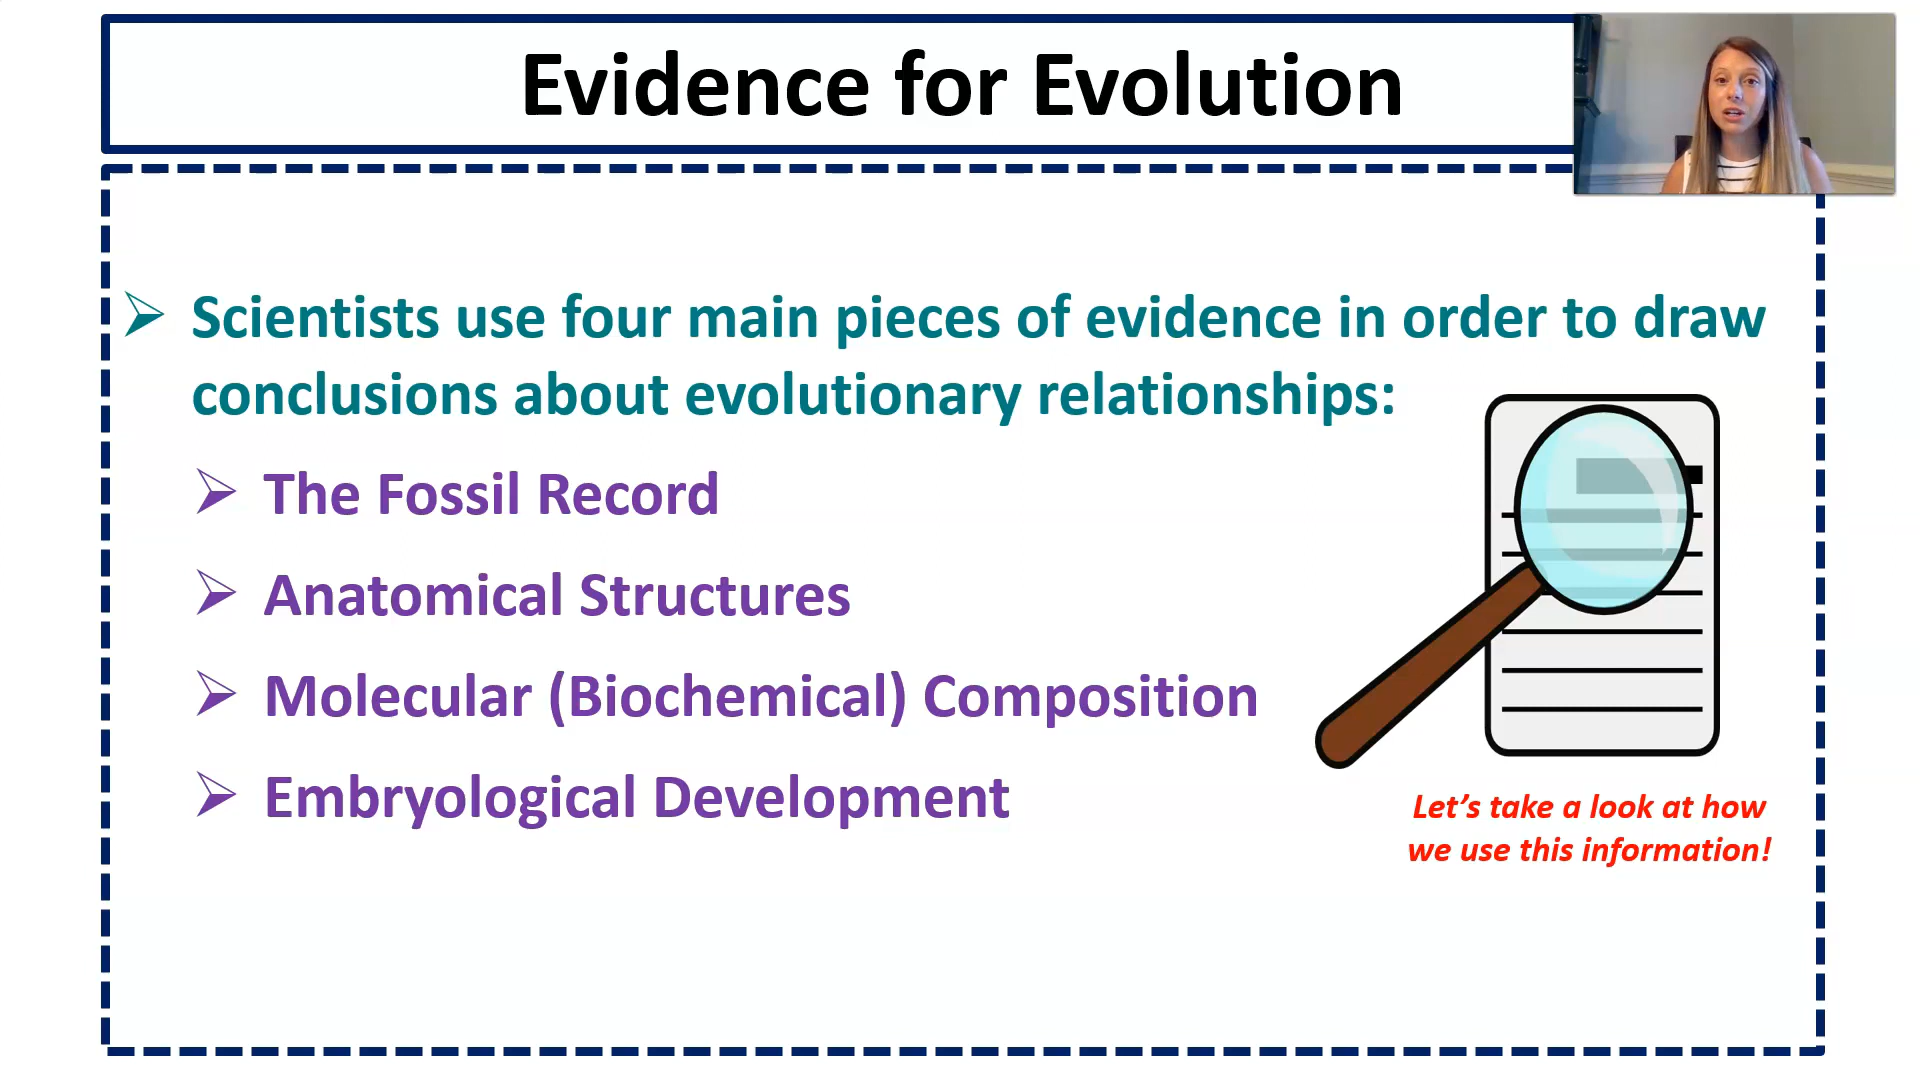 Evidence for Evolution
Scientists use four main pieces of evidence in order to draw
conclusions about evolutionary relationships:
The Fossil Record
Anatomical Structures
Molecular (Biochemical) Composition
Embryological Development
Let’s take a look at how
we use this information!